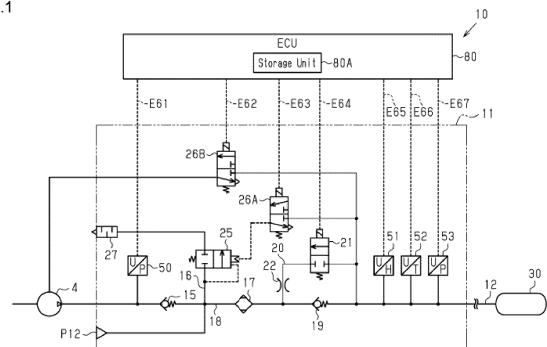 .1
10
ECU
Storage Unit
80A
80
E61
E62
E63
E64
E65
E66
E67
11
26B
26A
25
21
51
52
53
27
U
P
50
16
20
22
U
H
U
T
U
P
12
30
4
15
17
18
19
P12